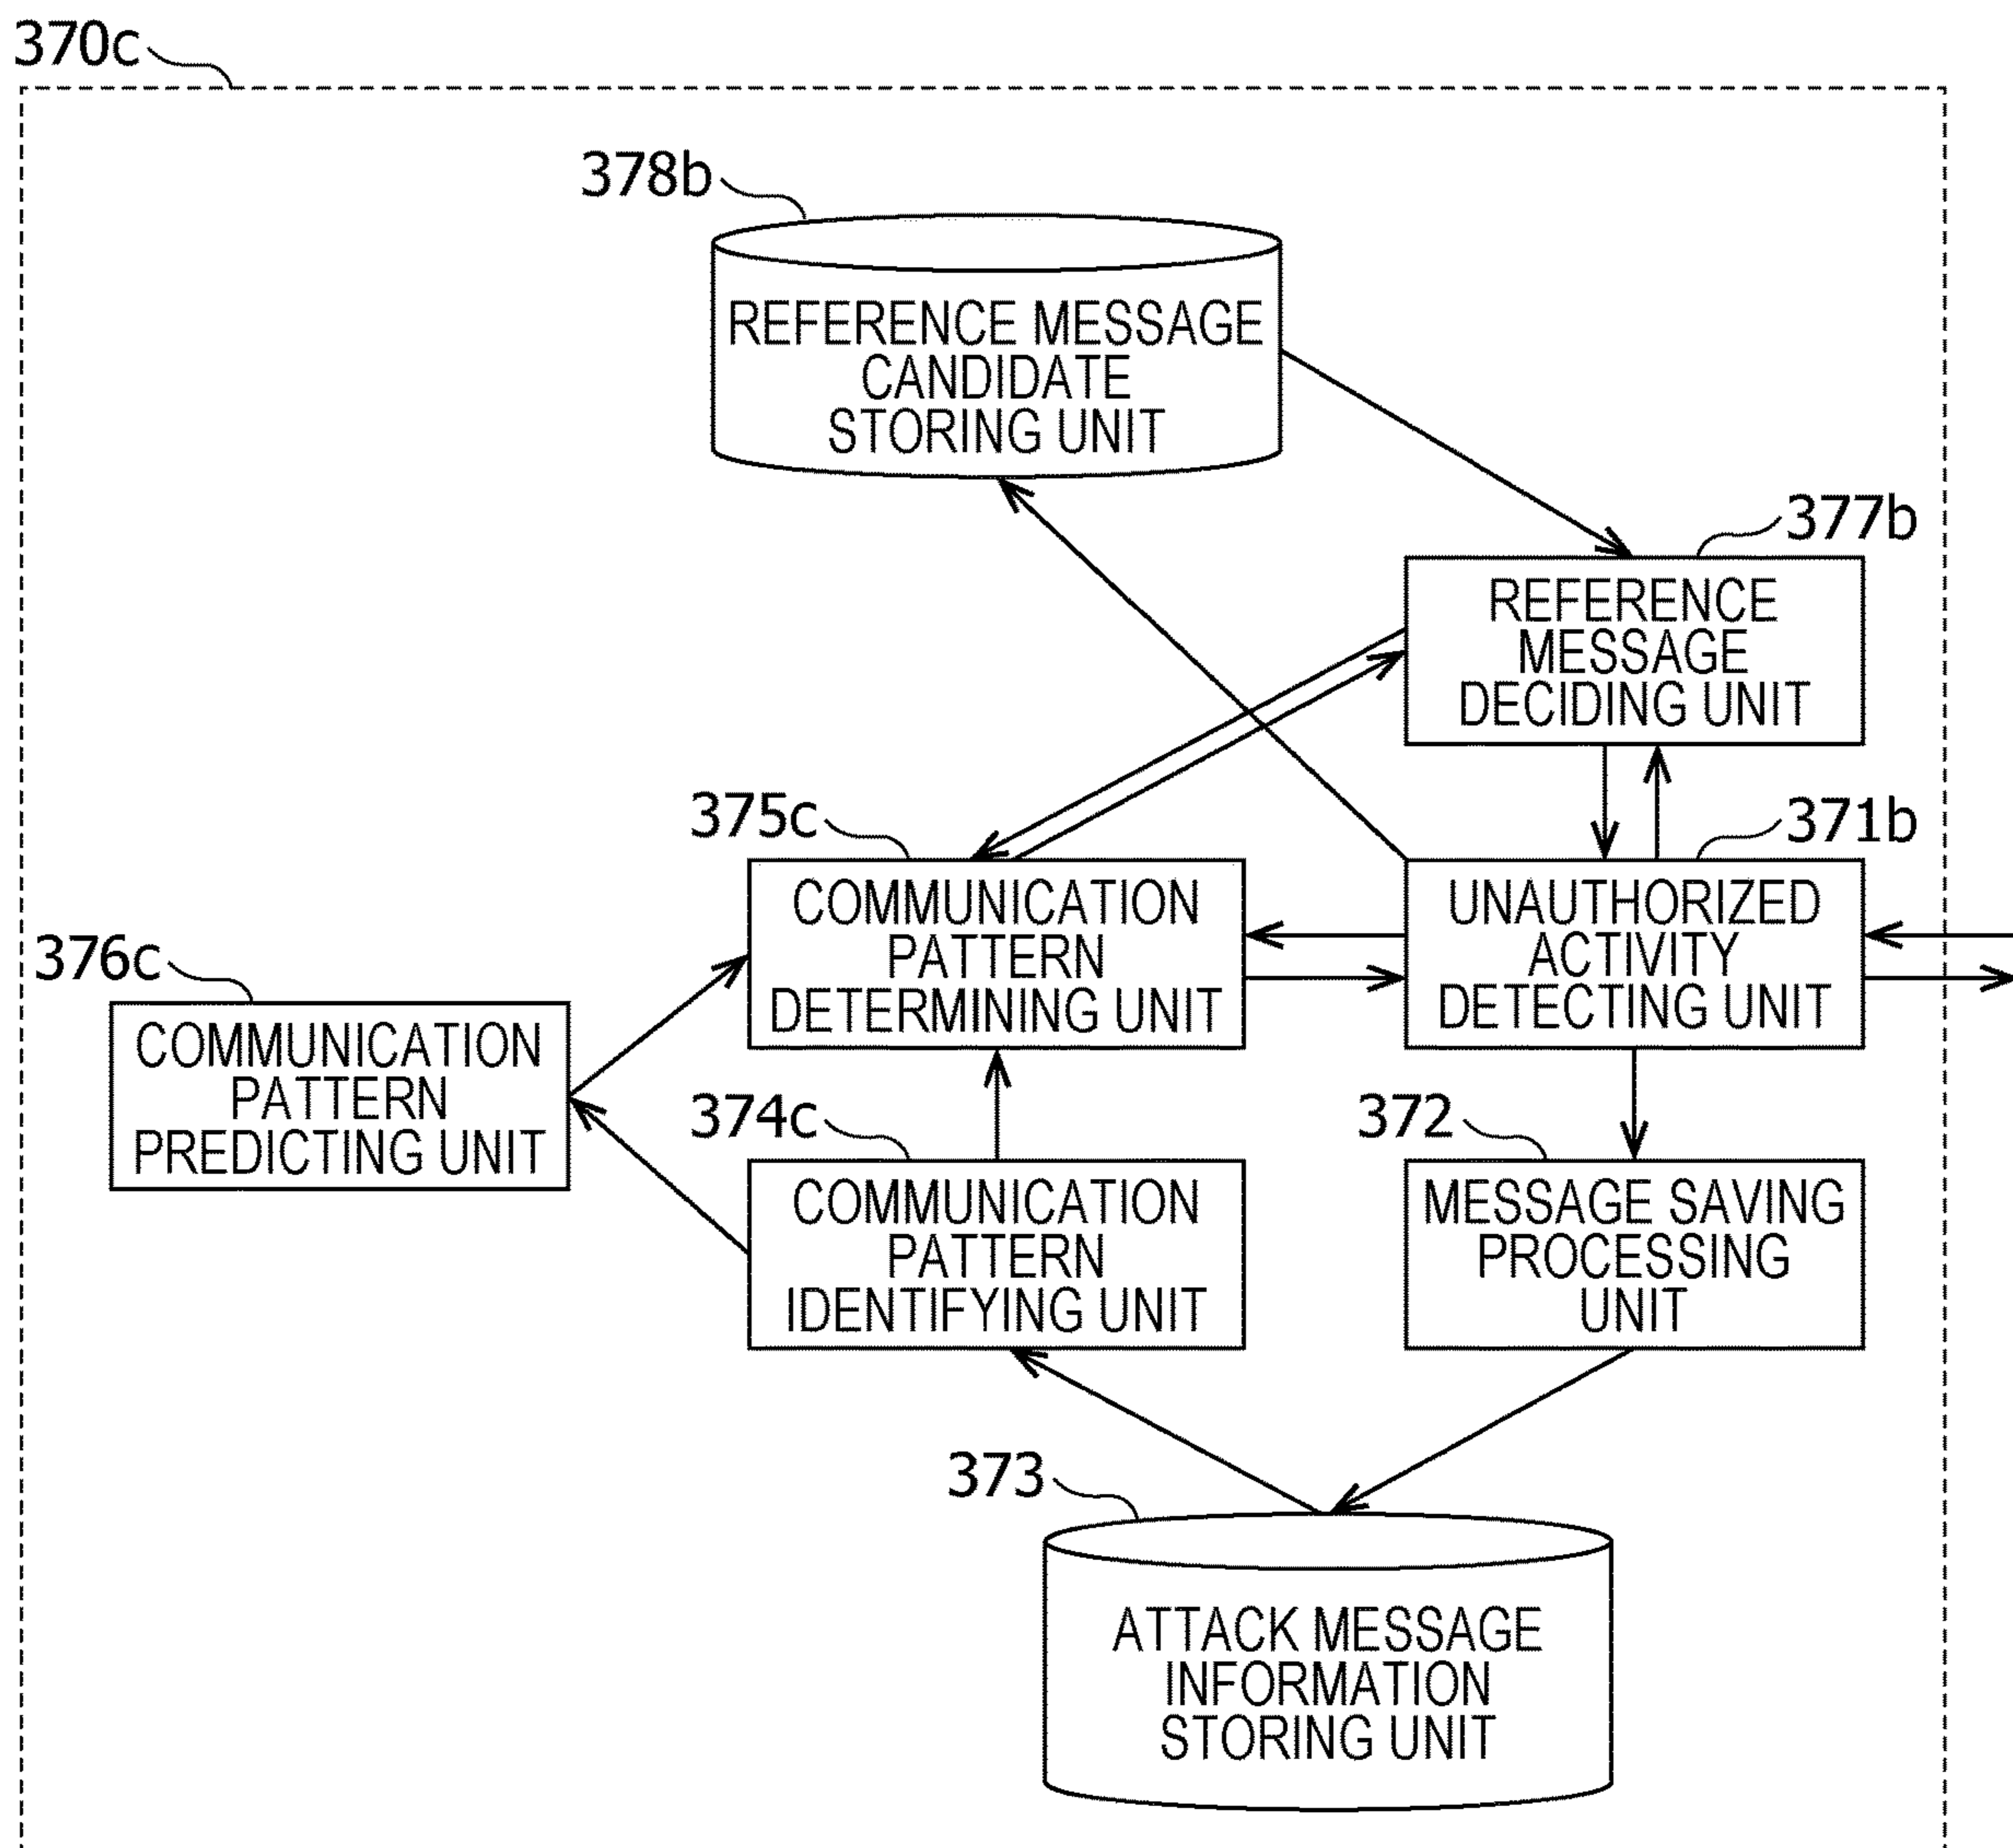 370c
378b
REFERENCE MESSAGE
CANDIDATE
STORING UNIT
377b
REFERENCE
MESSAGE
DECIDING UNIT
375c
COMMUNICATION
PATTERN
DETERMINING UNIT
371b
UNAUTHORIZED
ACTIVITY
DETECTING UNIT
376c
COMMUNICATION
PATTERN
PREDICTING UNIT
374c
COMMUNICATION
PATTERN
IDENTIFYING UNIT
372
MESSAGE SAVING
PROCESSING
UNIT
373
ATTACK MESSAGE
INFORMATION
STORING UNIT